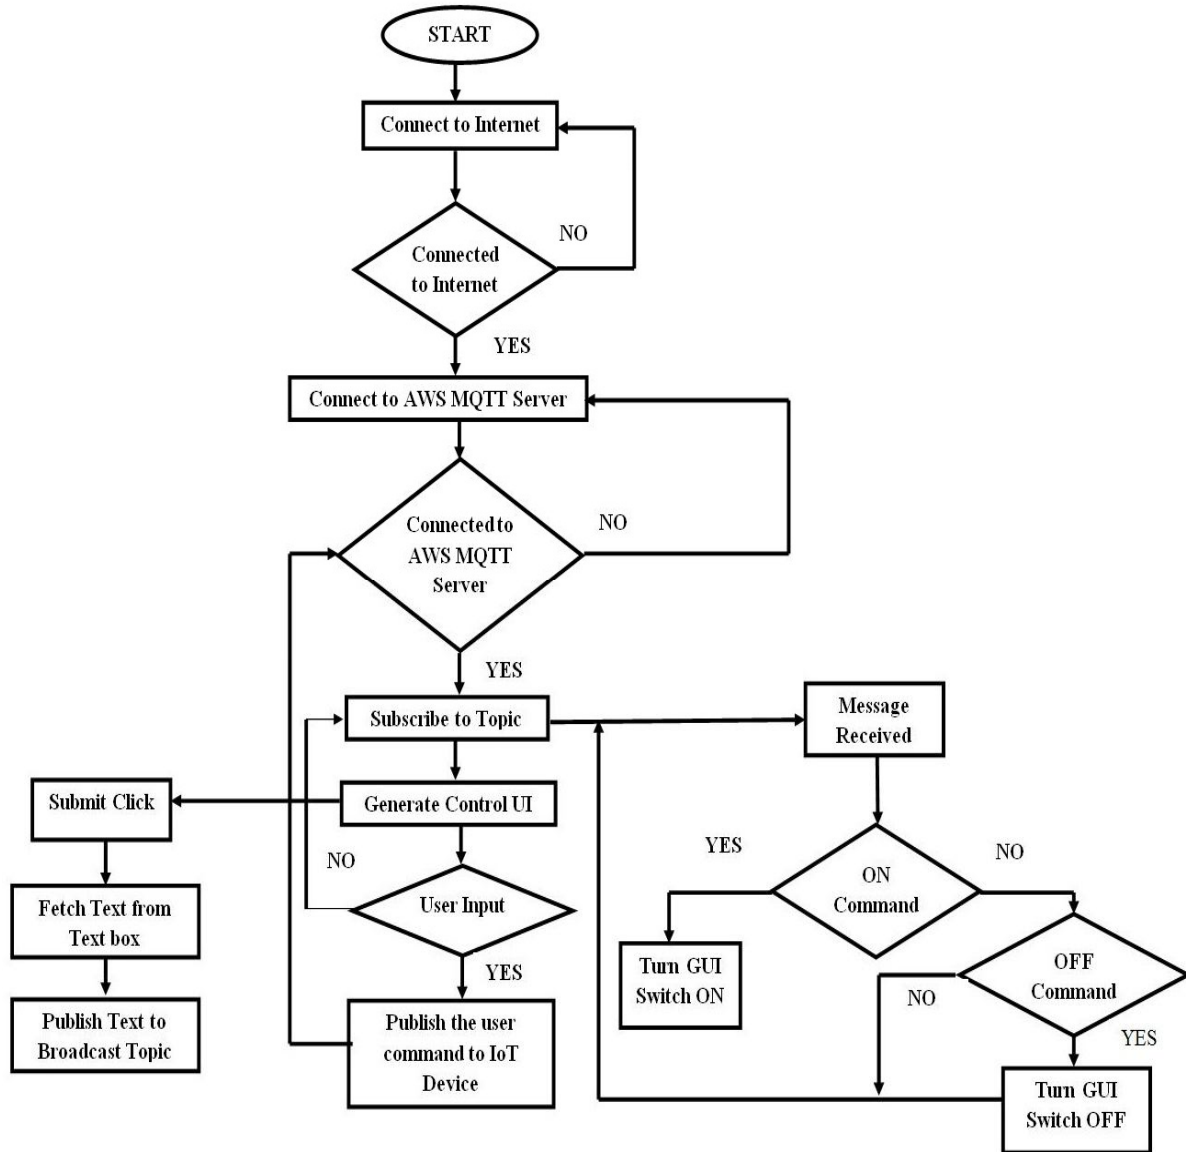 START
Connect to Internet
Connected
to Internet
NO
YES
Connect to AWS MQTT Server
Connected to
AWS MQTT
Server
NO
YES
Subscribe to Topic
Message
Received
Generate Control UI
Submit Click
Fetch Text from
Text box
Publish Text to
Broadcast Topic
NO
User Input
YES
Publish the user
command to IoT
Device
YES
ON
Command
NO
Turn GUI
Switch ON
OFF
Command
NO
YES
Turn GUI
Switch OFF